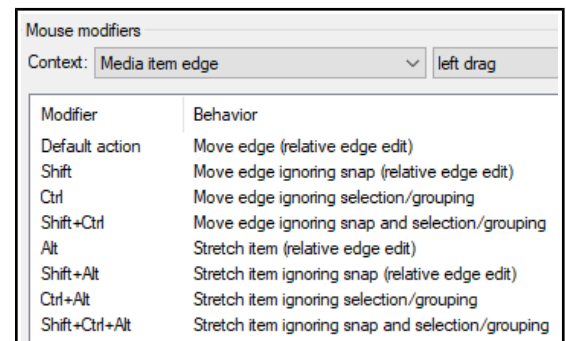 Mouse modifiers
Context: Media item edge left drag
Modifier Behavior
Default action Move edge (relative edge edit)
Shift Move edge ignoring snap (relative edge edit)
Ctrl Move edge ignoring selection/grouping
Shift+Ctrl Move edge ignoring snap and selection/grouping
Alt Stretch item (relative edge edit)
Shift+Alt Stretch item ignoring snap (relative edge edit)
Ctrl+Alt Stretch item ignoring selection/grouping
Shift+Ctrl+Alt Stretch item ignoring snap and selection/grouping